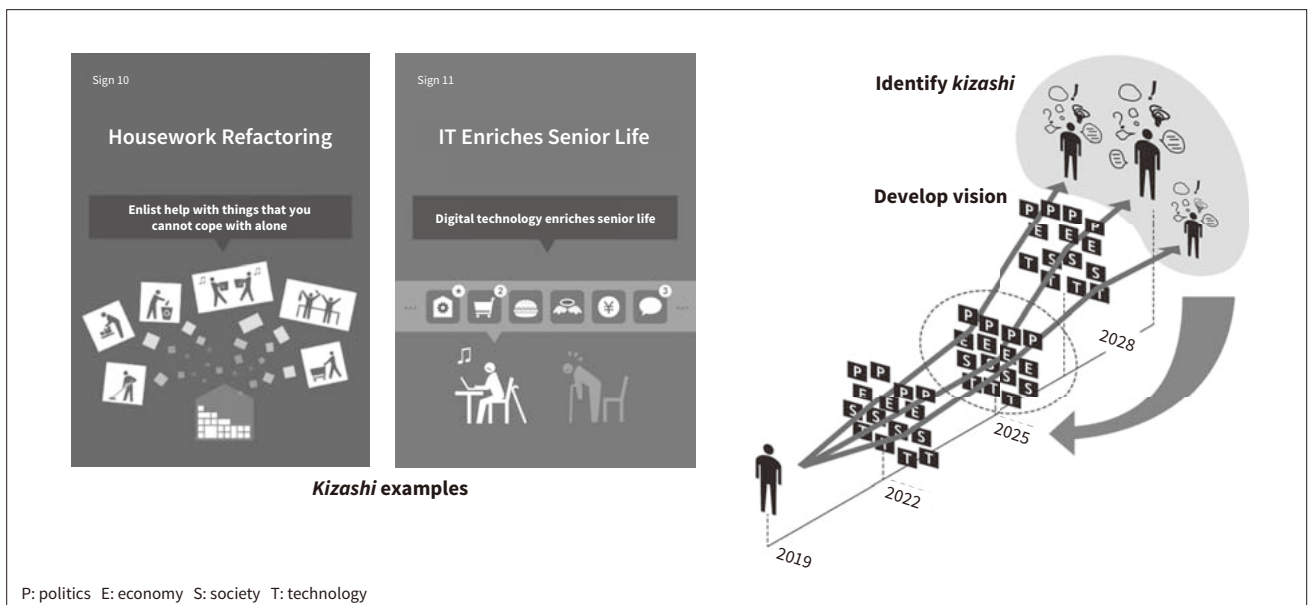 Sign 10
Housework Refactoring
Enlist help with things that you
cannot cope with alone
Sign 11
IT Enriches Senior Life
Digital technology enriches senior life
2
¥
3
Kizashi examples
Identify kizashi
Develop vision
P P P P
E E E
T S S S
T T T
2028
P P P P
E E E E
S S S S
T T T
2025
P P
E E P P E
S S S S
T T T T
2022
2019
P: politics E: economy S: society T: technology